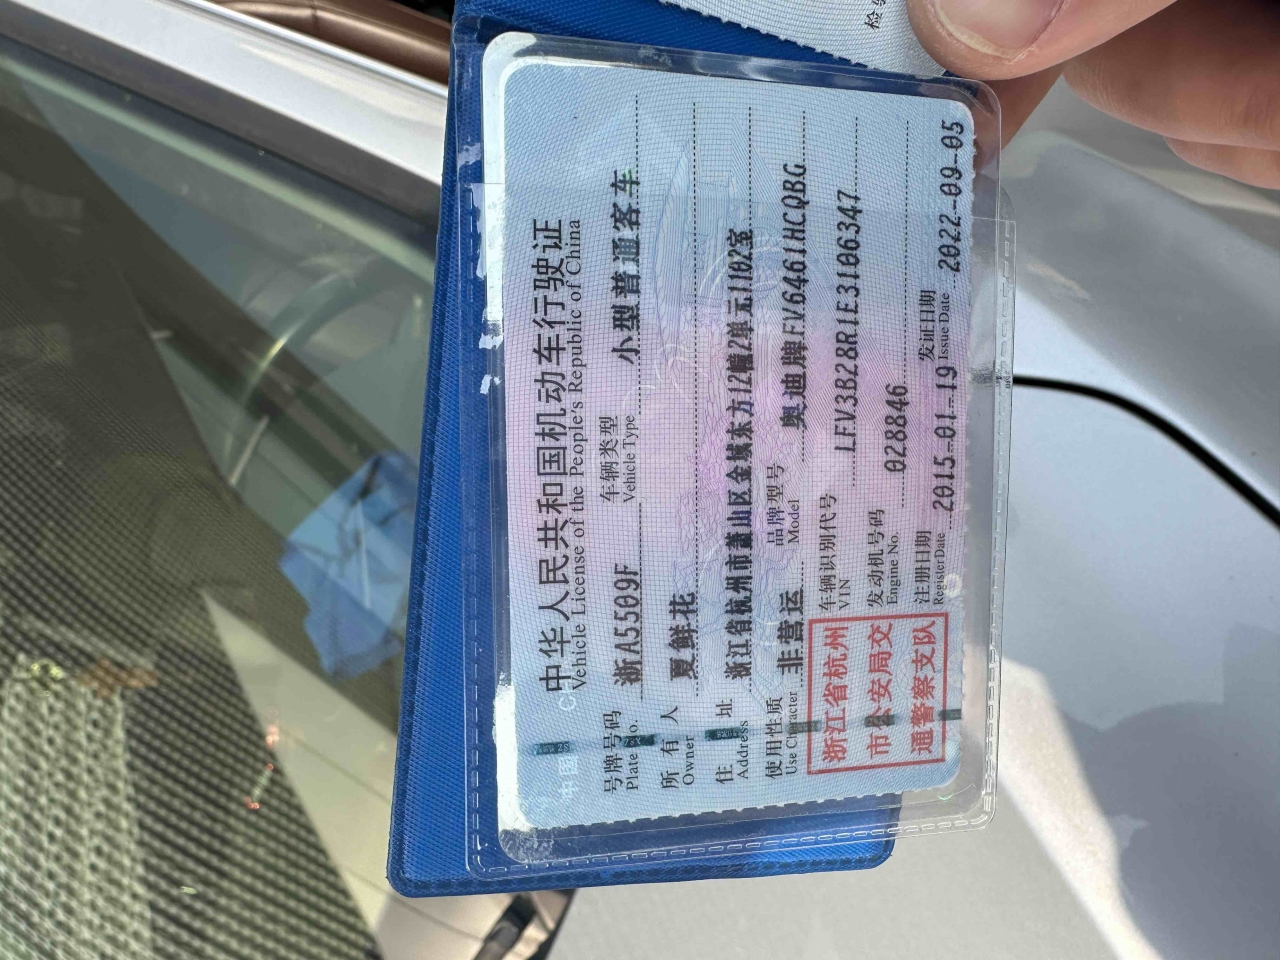 检
中华人民共和国机动车行驶证
Vehicle License of the People's Republic of China
号牌号码 浙A5509F 车辆类型 小型普通客车
Plate No. Vehicle Type
所有人 夏鲜花
Owner
住址 浙江省杭州市萧山区金城东方12幢2单元1102室
Address
使用性质 非营运 品牌型号 奥迪牌FV6461HCQBG
Use Character Model
浙江省杭州
市公安局交
通警察支队
车辆识别代号 LFV3B28R1E3106347
VIN
发动机号码 028846
Engine No.
注册日期 2015-01-19 发证日期 2022-09-05
Register Date Issue Date